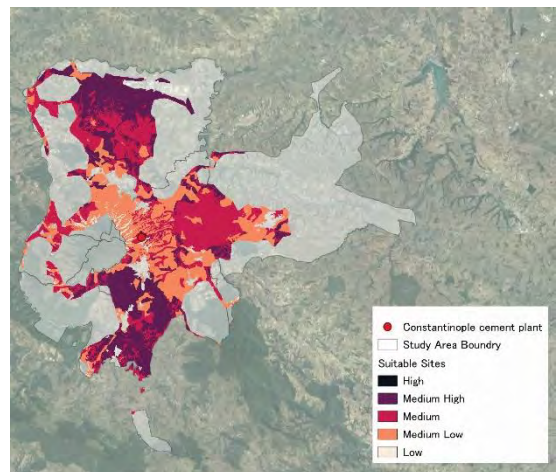 Constantinople cement plant
Study Area Boundry
Suitable Sites
High
Medium High
Medium
Medium Low
Low